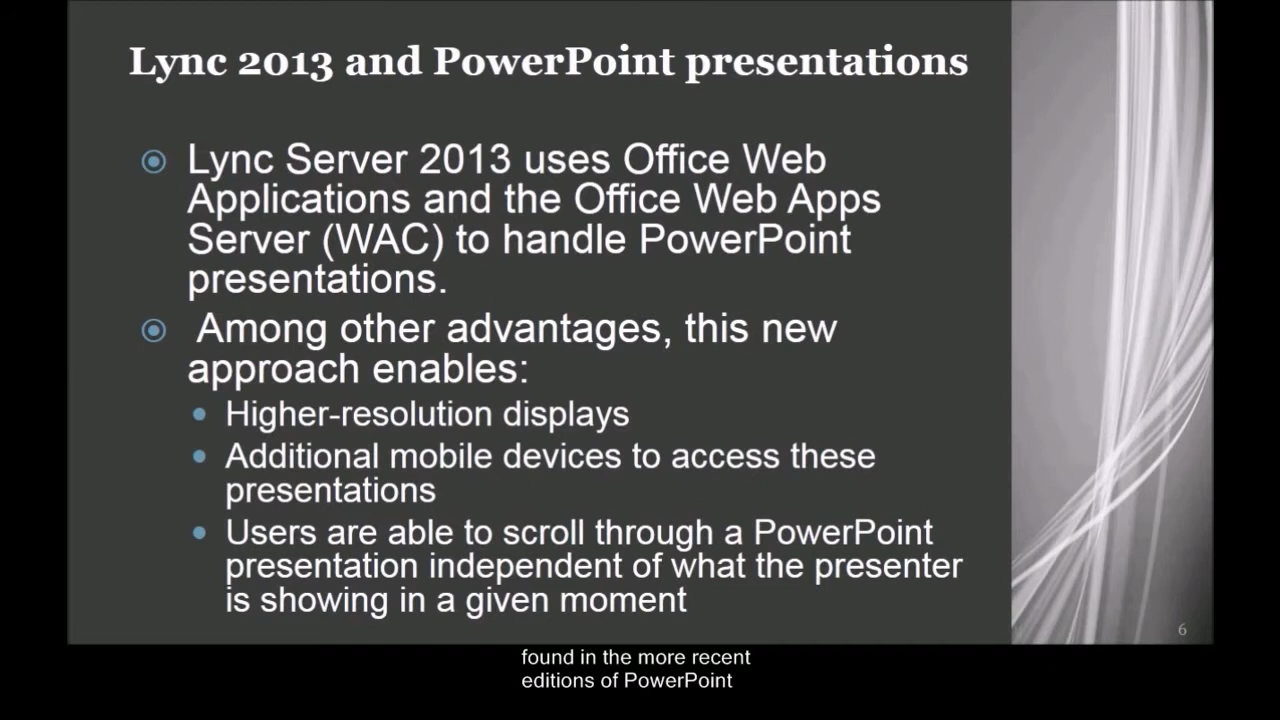 Lync 2013 and PowerPoint presentations
Lync Server 2013 uses Office Web
Applications and the Office Web Apps
Server (WAC) to handle PowerPoint
presentations.
Among other advantages, this new
approach enables:
Higher-resolution displays
Additional mobile devices to access these
presentations
Users are able to scroll through a PowerPoint
presentation independent of what the presenter
is showing in a given moment
6
found in the more recent
editions of PowerPoint